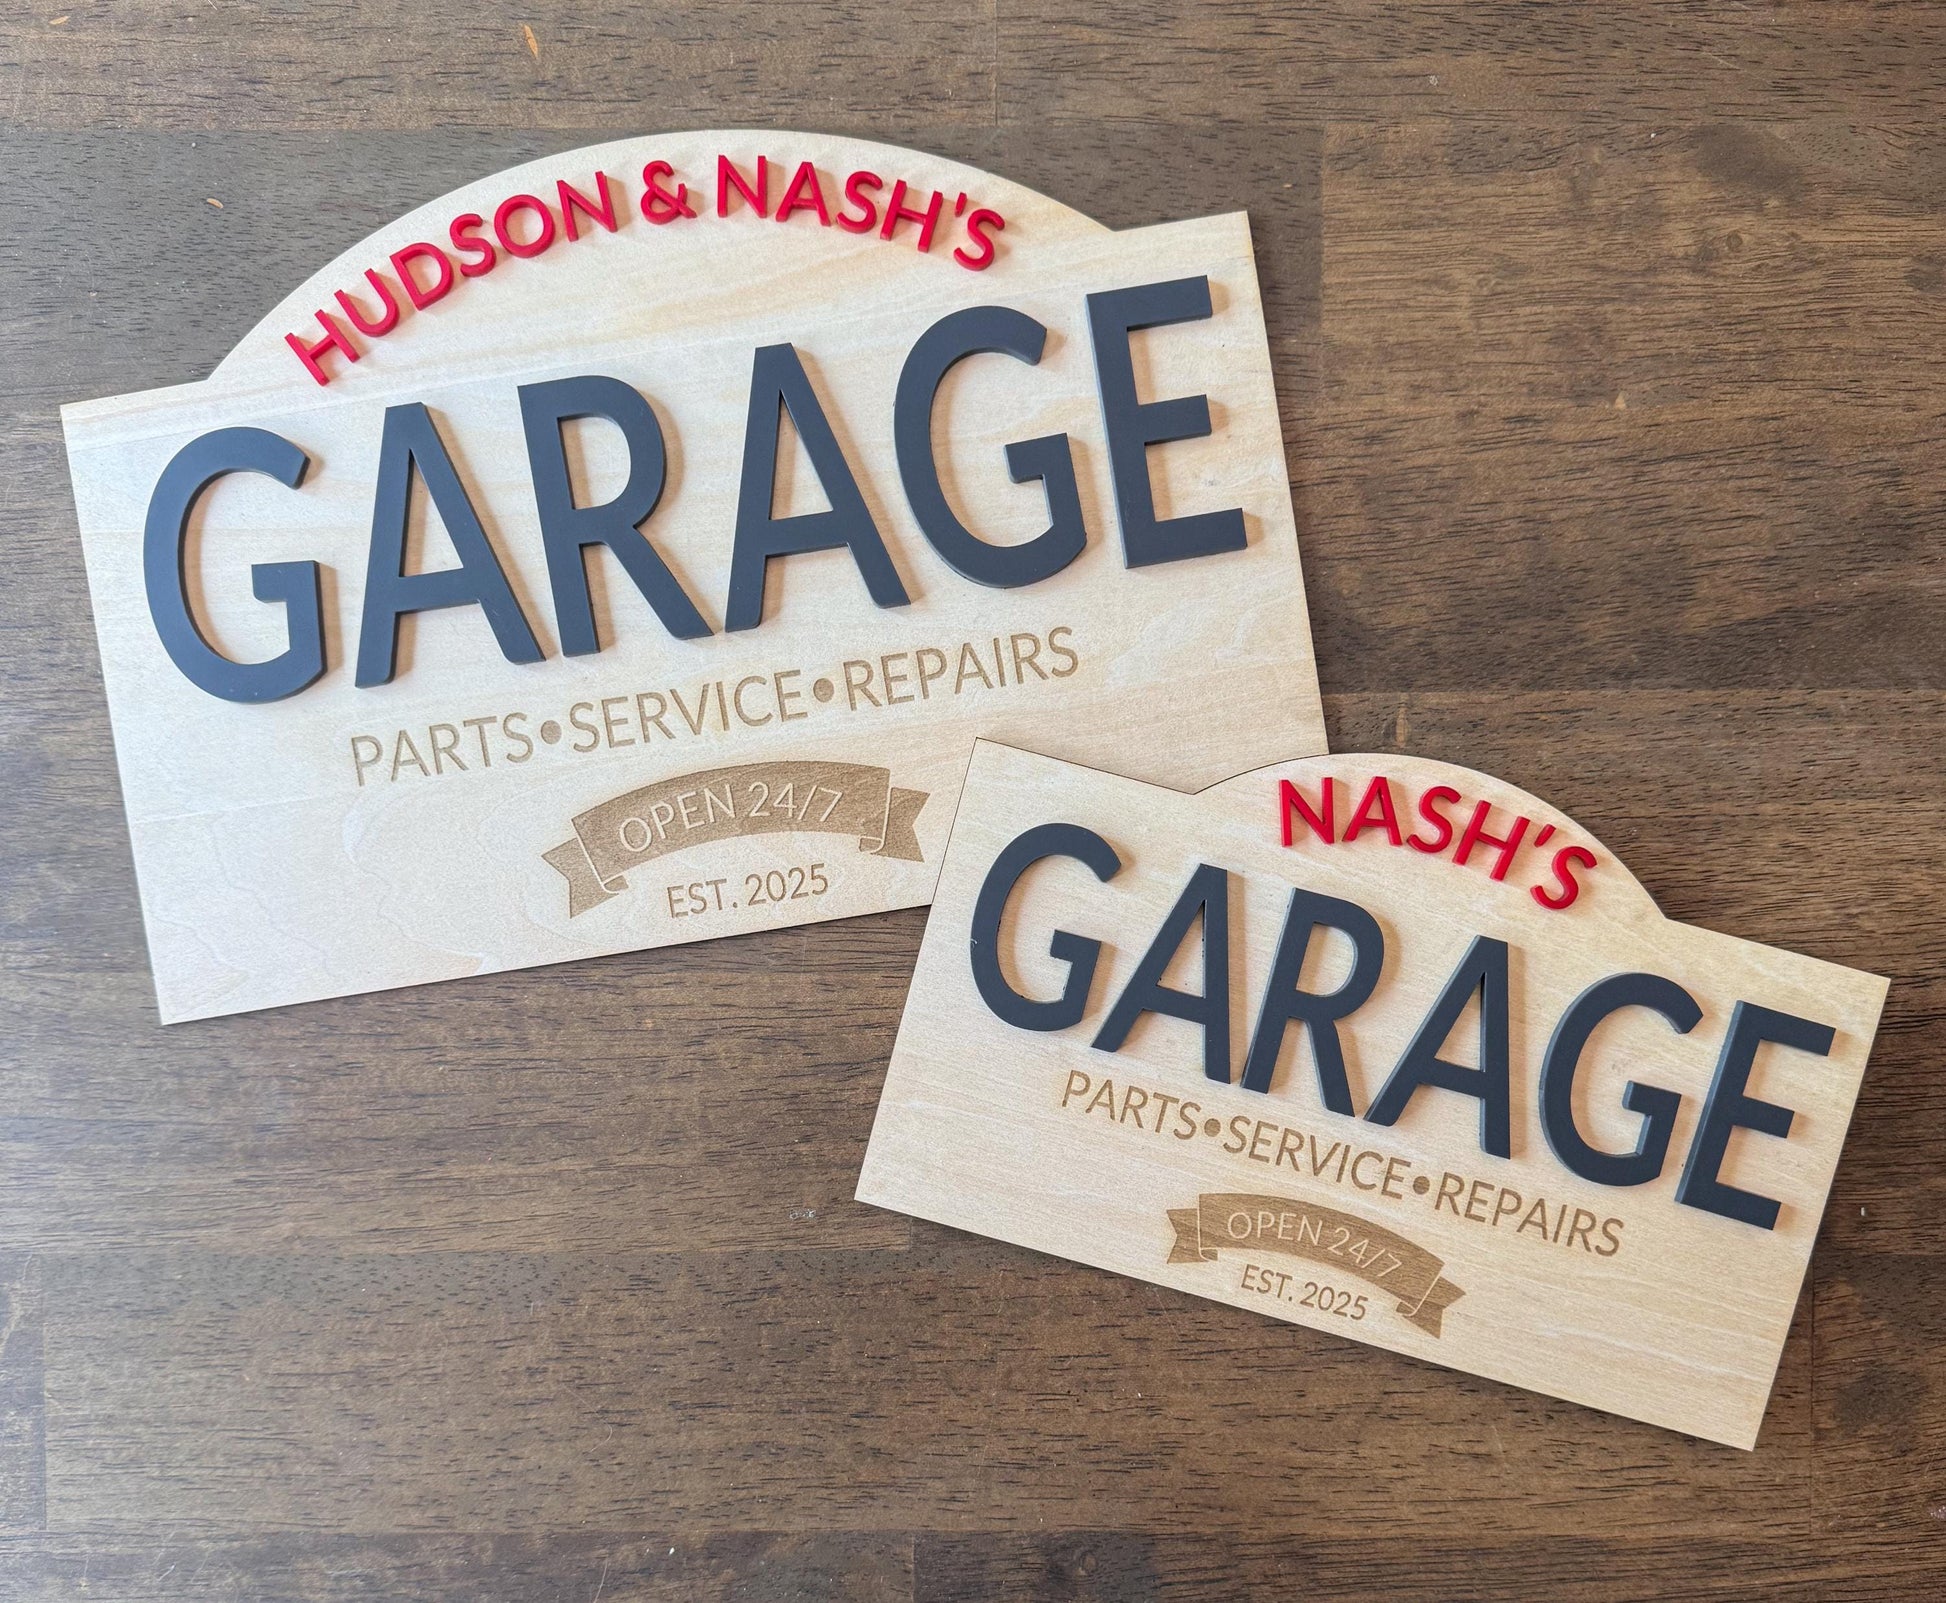 HUDSON & NASH'S
GARAGE
PARTS•SERVICE•REPAIRS
OPEN 24/7
EST. 2025
NASH'S
GARAGE
PARTS•SERVICE•REPAIRS
OPEN 24/7
EST. 2025